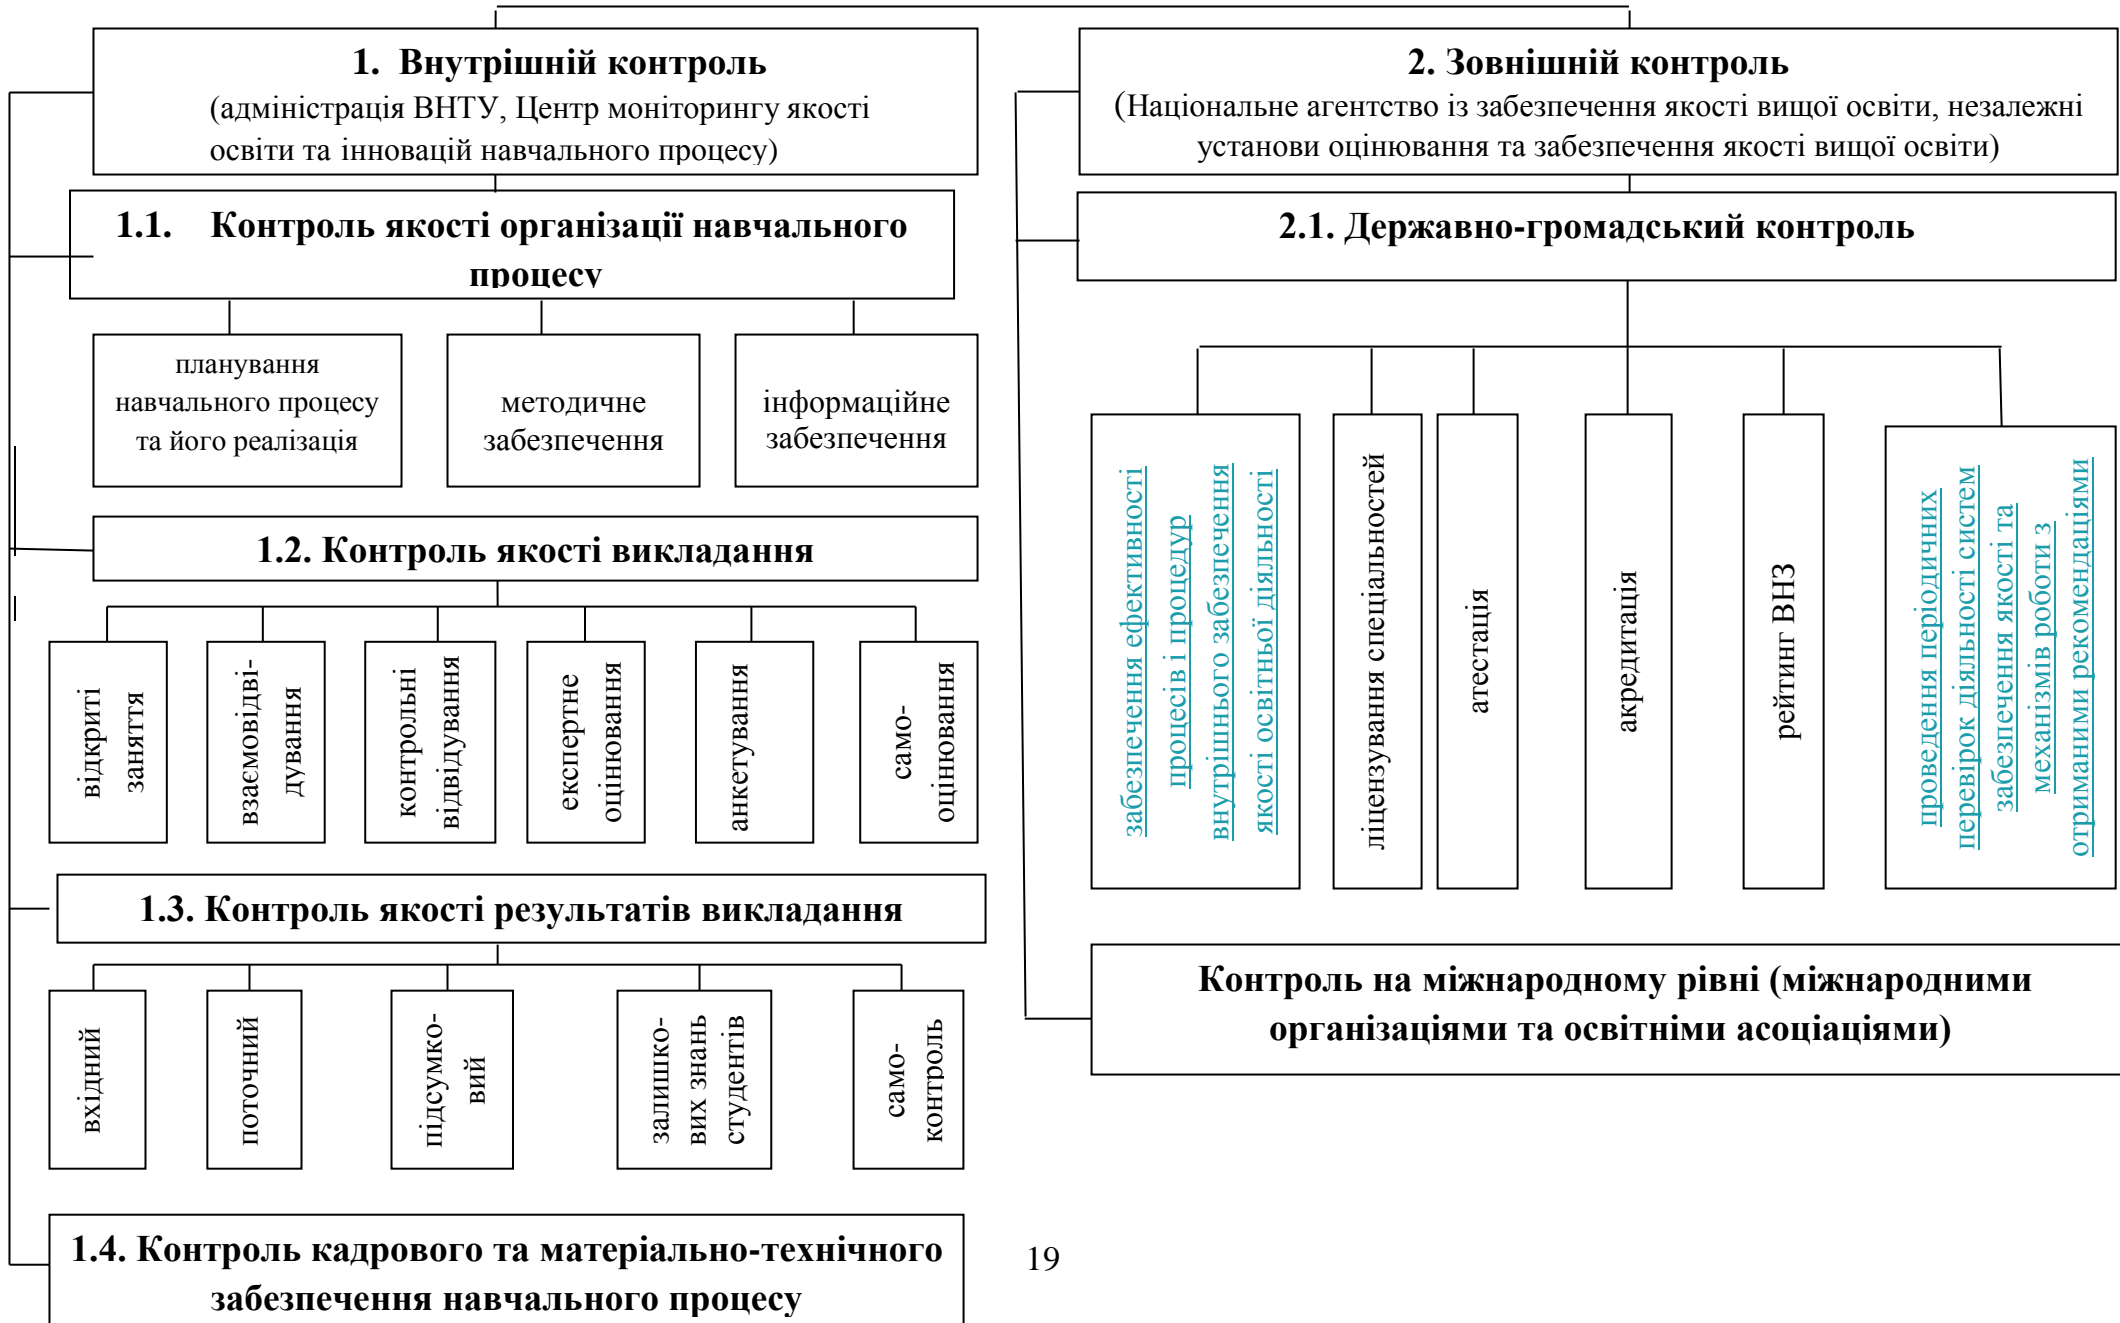 1. Внутрішній контроль
(адміністрація ВНТУ, Центр моніторингу якості
освіти та інновацій навчального процесу)
1.1. Контроль якості організації навчального
процесу
планування
навчального процесу
та його реалізація
методичне
забезпечення
інформаційне
забезпечення
1.2. Контроль якості викладання
відкриті
заняття
взаємовідві-
дування
контрольні
відвідування
експертне
оцінювання
анкетування
само-
оцінювання
1.3. Контроль якості результатів викладання
вхідний
поточний
підсумко-
вий
залишко-
вих знань
студентів
само-
контроль
1.4. Контроль кадрового та матеріально-технічного
забезпечення навчального процесу
2. Зовнішній контроль
(Національне агентство із забезпечення якості вищої освіти, незалежні
установи оцінювання та забезпечення якості вищої освіти)
2.1. Державно-громадський контроль
забезпечення ефективності
процесів і процедур
внутрішнього забезпечення
якості освітньої діяльності
ліцензування спеціальностей
атестація
акредитація
рейтинг ВНЗ
проведення періодичних
перевірок діяльності систем
забезпечення якості та
механізмів роботи з
отриманими рекомендаціями
Контроль на міжнародному рівні (міжнародними
організаціями та освітніми асоціаціями)
19